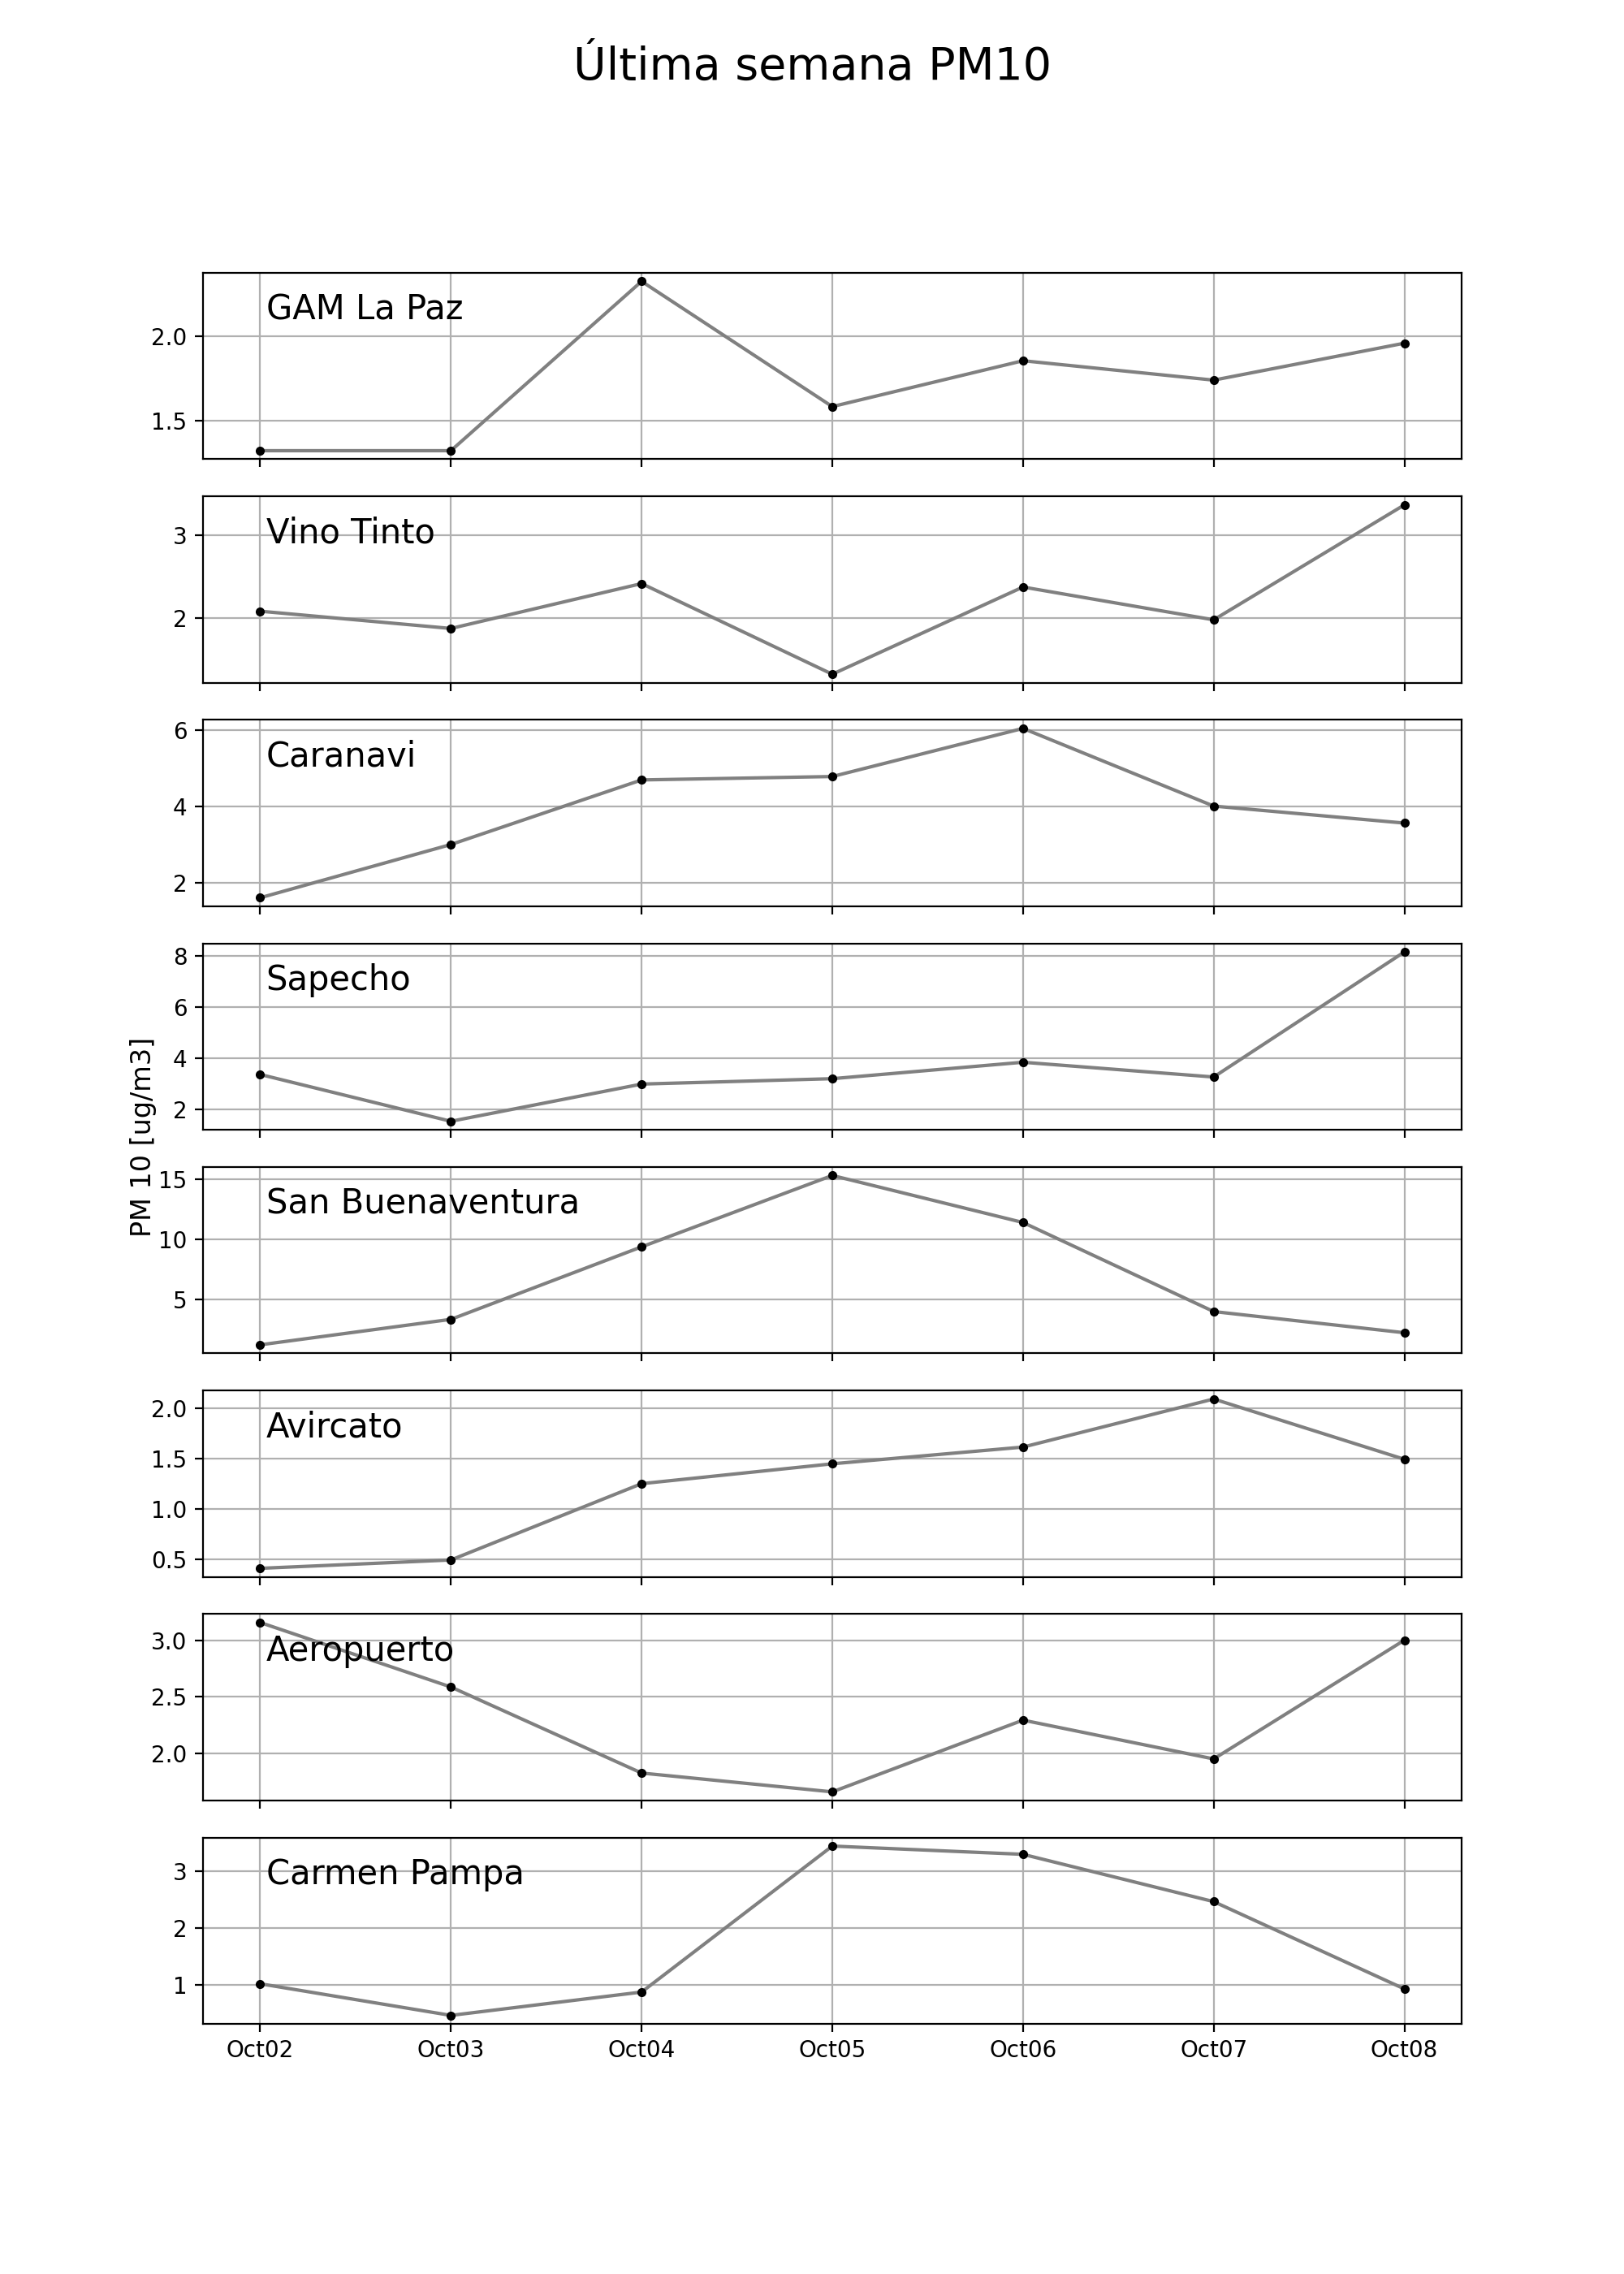 Última semana PM10
GAM La Paz
2.0
1.5
Vino Tinto
3
2
Caranavi
6
4
2
Sapecho
8
6
4
2
PM 10 [ug/m3]
San Buenaventura
15
10
5
Avircato
2.0
1.5
1.0
0.5
Aeropuerto
3.0
2.5
2.0
Carmen Pampa
3
2
1
Oct02 Oct03 Oct04 Oct05 Oct06 Oct07 Oct08